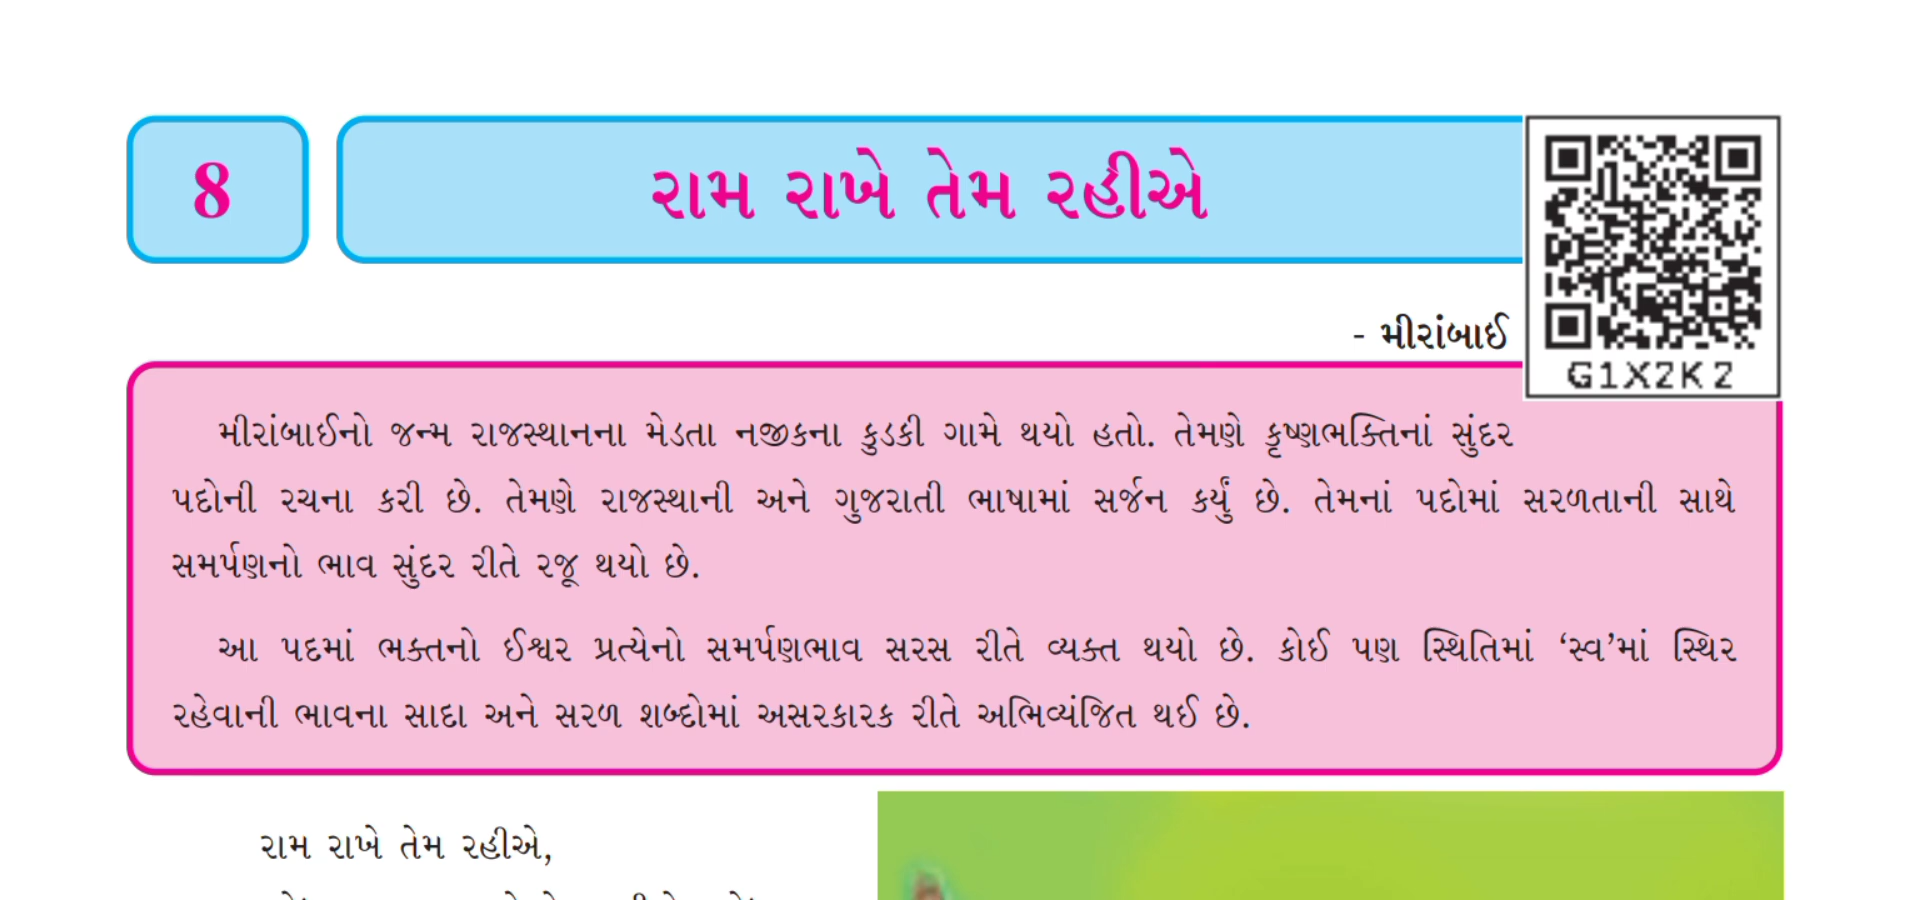 8
રામ રાખે તેમ રહીએ
- મીરાંબાઈ
G1X2K2
મીરાંબાઈનો જન્મ રાજસ્થાનના મેડતા નજીકના કુડકી ગામે થયો હતો. તેમણે કૃષ્ણભક્તિનાં સુંદર
પદોની રચના કરી છે. તેમણે રાજસ્થાની અને ગુજરાતી ભાષામાં સર્જન કર્યું છે. તેમનાં પદોમાં સરળતાની સાથે
સમર્પણનો ભાવ સુંદર રીતે રજૂ થયો છે.
આ પદમાં ભક્તનો ઈશ્વર પ્રત્યેનો સમર્પણભાવ સરસ રીતે વ્યક્ત થયો છે. કોઈ પણ સ્થિતિમાં ‘સ્વ’માં સ્થિર
રહેવાની ભાવના સાદા અને સરળ શબ્દોમાં અસરકારક રીતે અભિવ્યંજિત થઈ છે.
રામ રાખે તેમ રહીએ,